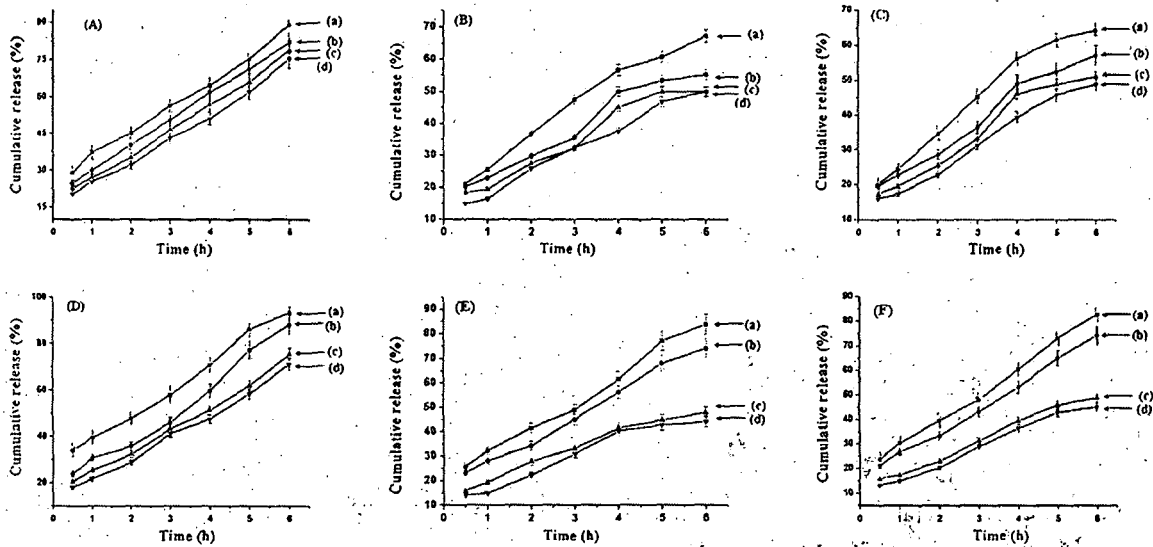 (A)
Cumulative release (%)
90
75
60
45
30
15
0 1 2 3 4 5 6
Time (h)
(a)
(b)
(c)
(d)
(B)
Cumulative release (%)
70
60
50
40
30
20
10
0 1 2 3 4 5 6
Time (h)
(a)
(b)
(c)
(d)
(C)
Cumulative release (%)
70
60
50
40
30
20
10
0 1 2 3 4 5 6
Time (h)
(a)
(b)
(c)
(d)
(D)
Cumulative release (%)
100
80
60
40
20
0 1 2 3 4 5 6
Time (h)
(a)
(b)
(c)
(d)
(E)
Cumulative release (%)
90
80
70
60
50
40
30
20
10
0 1 2 3 4 5 6
Time (h)
(a)
(b)
(c)
(d)
(F)
Cumulative release (%)
90
80
70
60
50
40
30
20
10
0 1 2 3 4 5 6
Time (h)
(a)
(b)
(c)
(d)